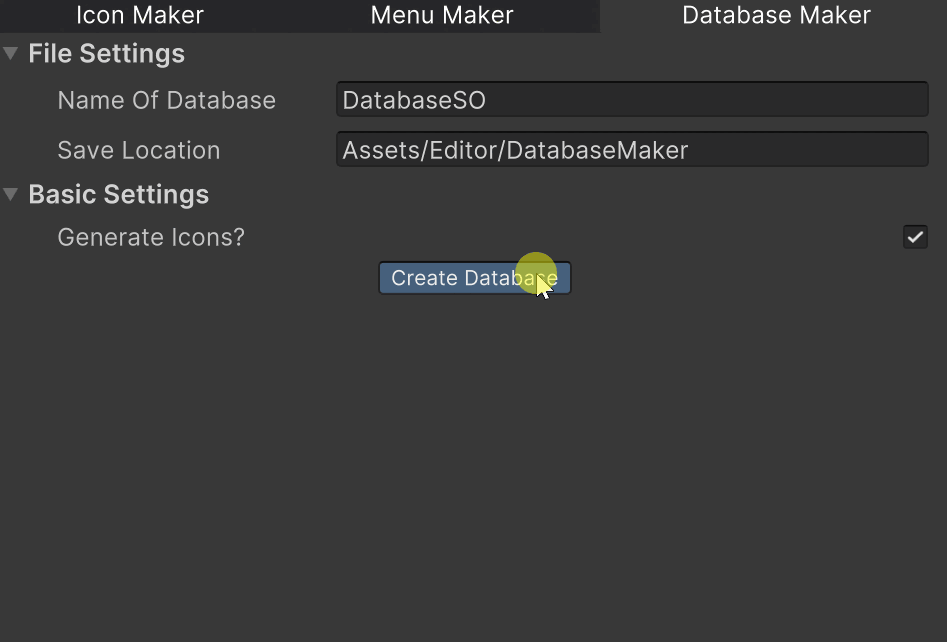 Icon Maker Menu Maker Database Maker
File Settings
Name Of Database DatabaseSO
Save Location Assets/Editor/DatabaseMaker
Basic Settings
Generate Icons?
Create Database